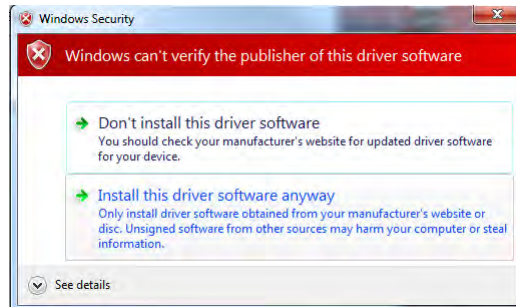 Windows Security
Windows can't verify the publisher of this driver software
Don't install this driver software
You should check your manufacturer's website for updated driver software
for your device.
Install this driver software anyway
Only install driver software obtained from your manufacturer's website or
disc. Unsigned software from other sources may harm your computer or steal
information.
See details